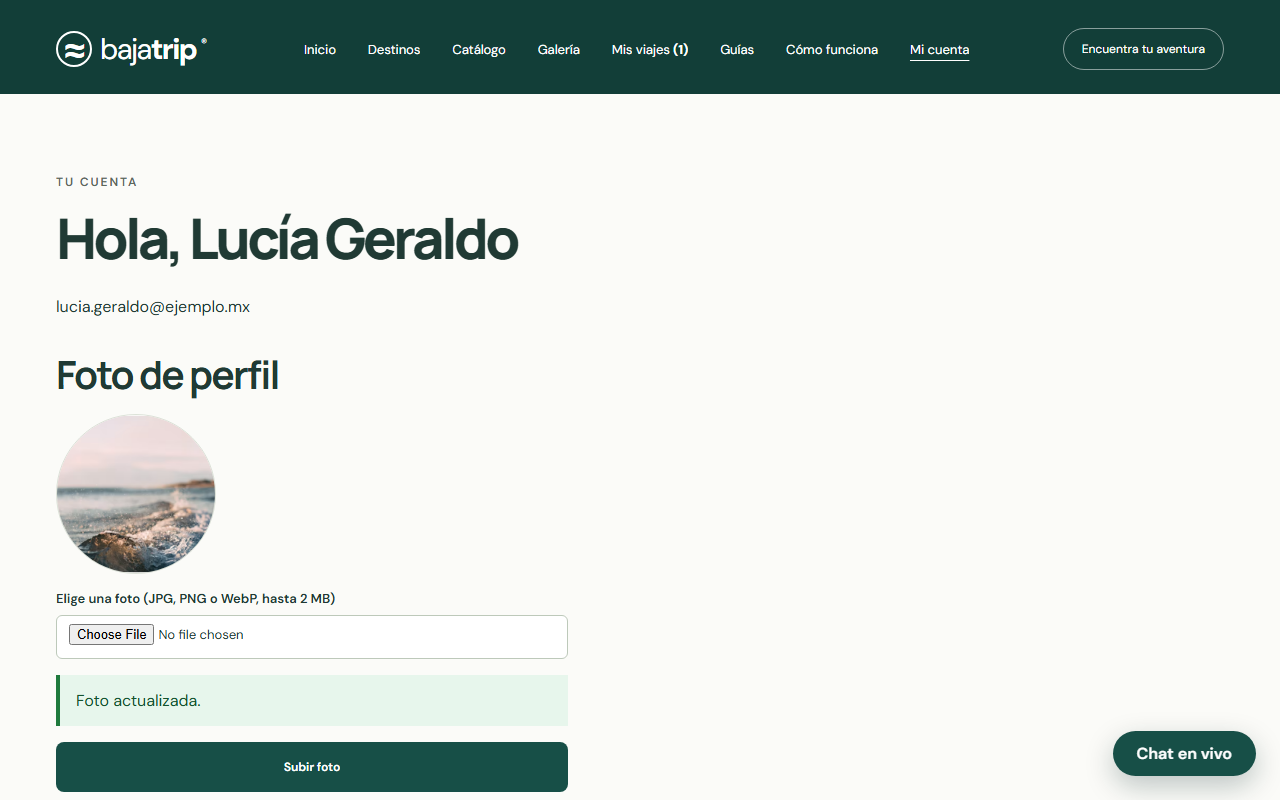 bajatrip®
Inicio
Destinos
Catálogo
Galería
Mis viajes (1)
Guías
Cómo funciona
Mi cuenta
Encuentra tu aventura
TU CUENTA
Hola, Lucía Geraldo
lucia.geraldo@ejemplo.mx
Foto de perfil
Elige una foto (JPG, PNG o WebP, hasta 2 MB)
Choose File No file chosen
Foto actualizada.
Subir foto
Chat en vivo